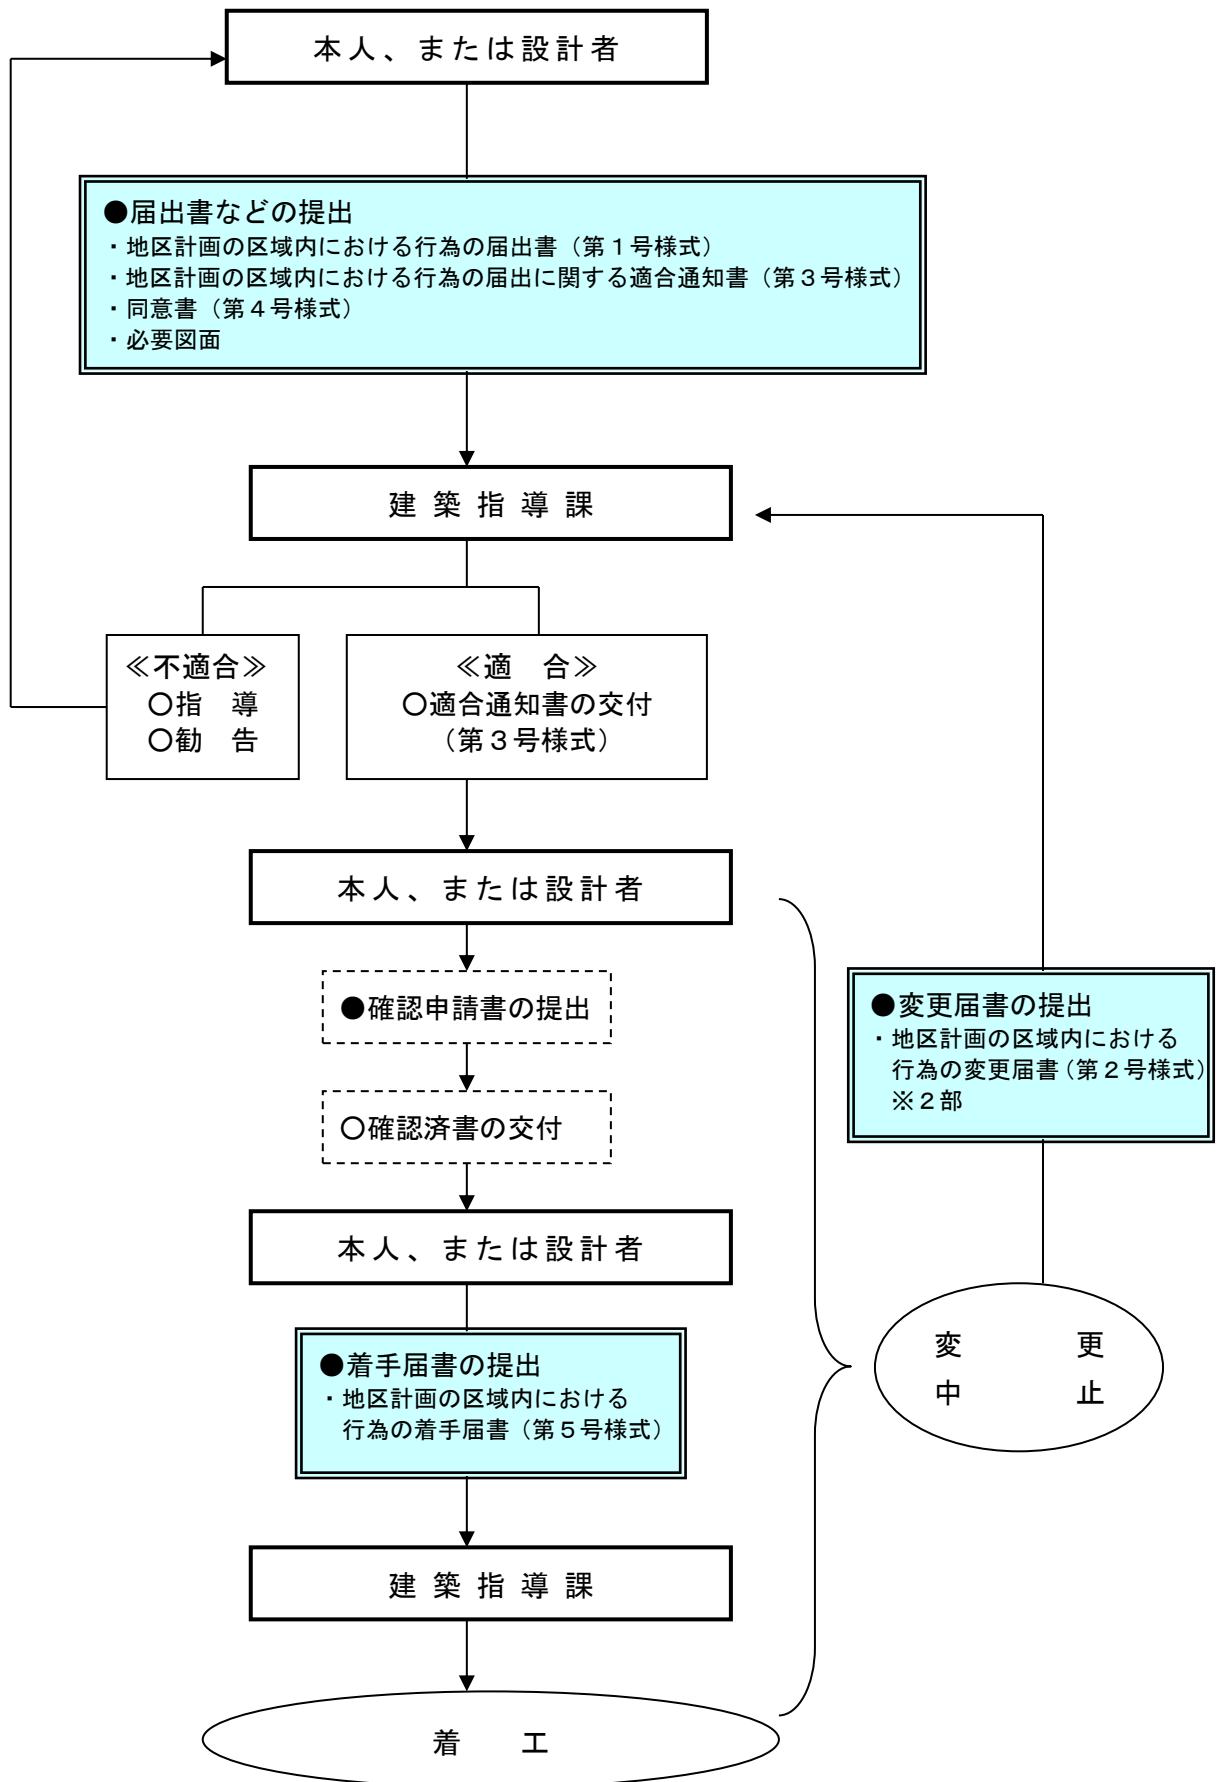 本人、または設計者
●届出書などの提出
・地区計画の区域内における行為の届出書（第１号様式）
・地区計画の区域内における行為の届出に関する適合通知書（第３号様式）
・同意書（第４号様式）
・必要図面
建築指導課
≪不適合≫
〇指　導
〇勧　告
≪適　合≫
〇適合通知書の交付
（第３号様式）
本人、または設計者
●確認申請書の提出
〇確認済書の交付
本人、または設計者
●着手届書の提出
・地区計画の区域内における
行為の着手届書（第５号様式）
建築指導課
着　工
●変更届書の提出
・地区計画の区域内における
行為の変更届書（第２号様式）
※２部
変　更
中　止